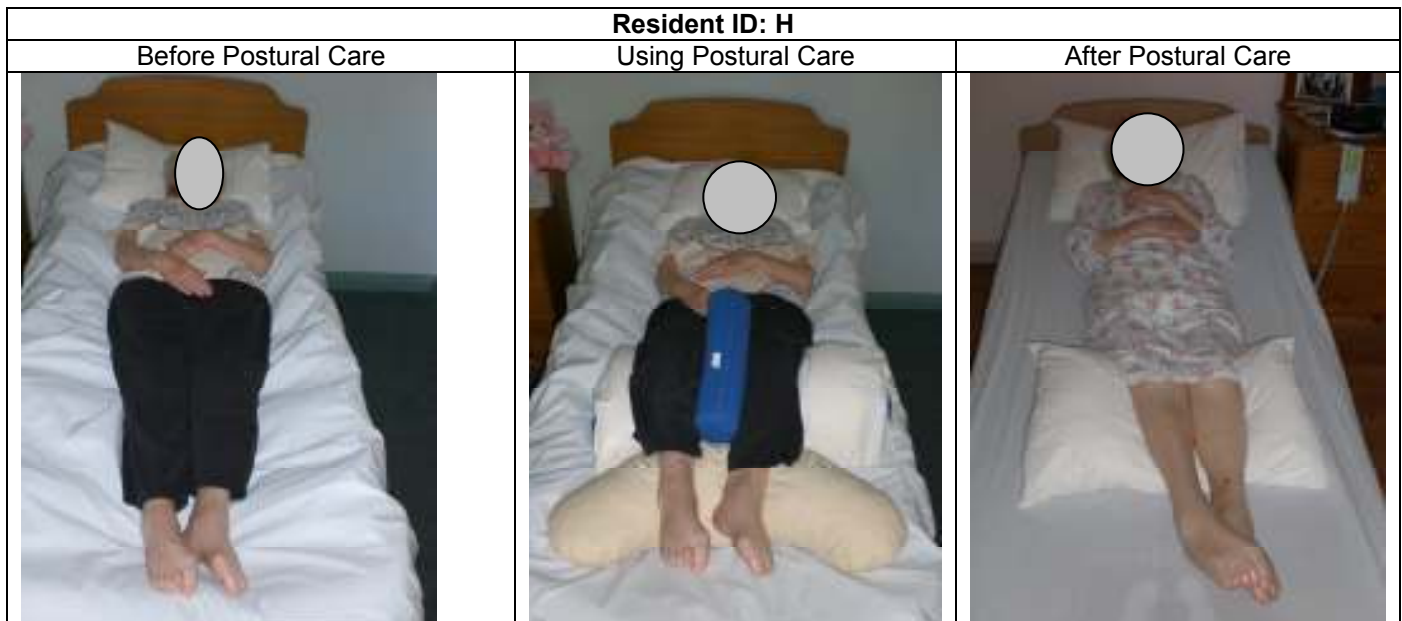 Resident ID: H
Before Postural Care
Using Postural Care
After Postural Care